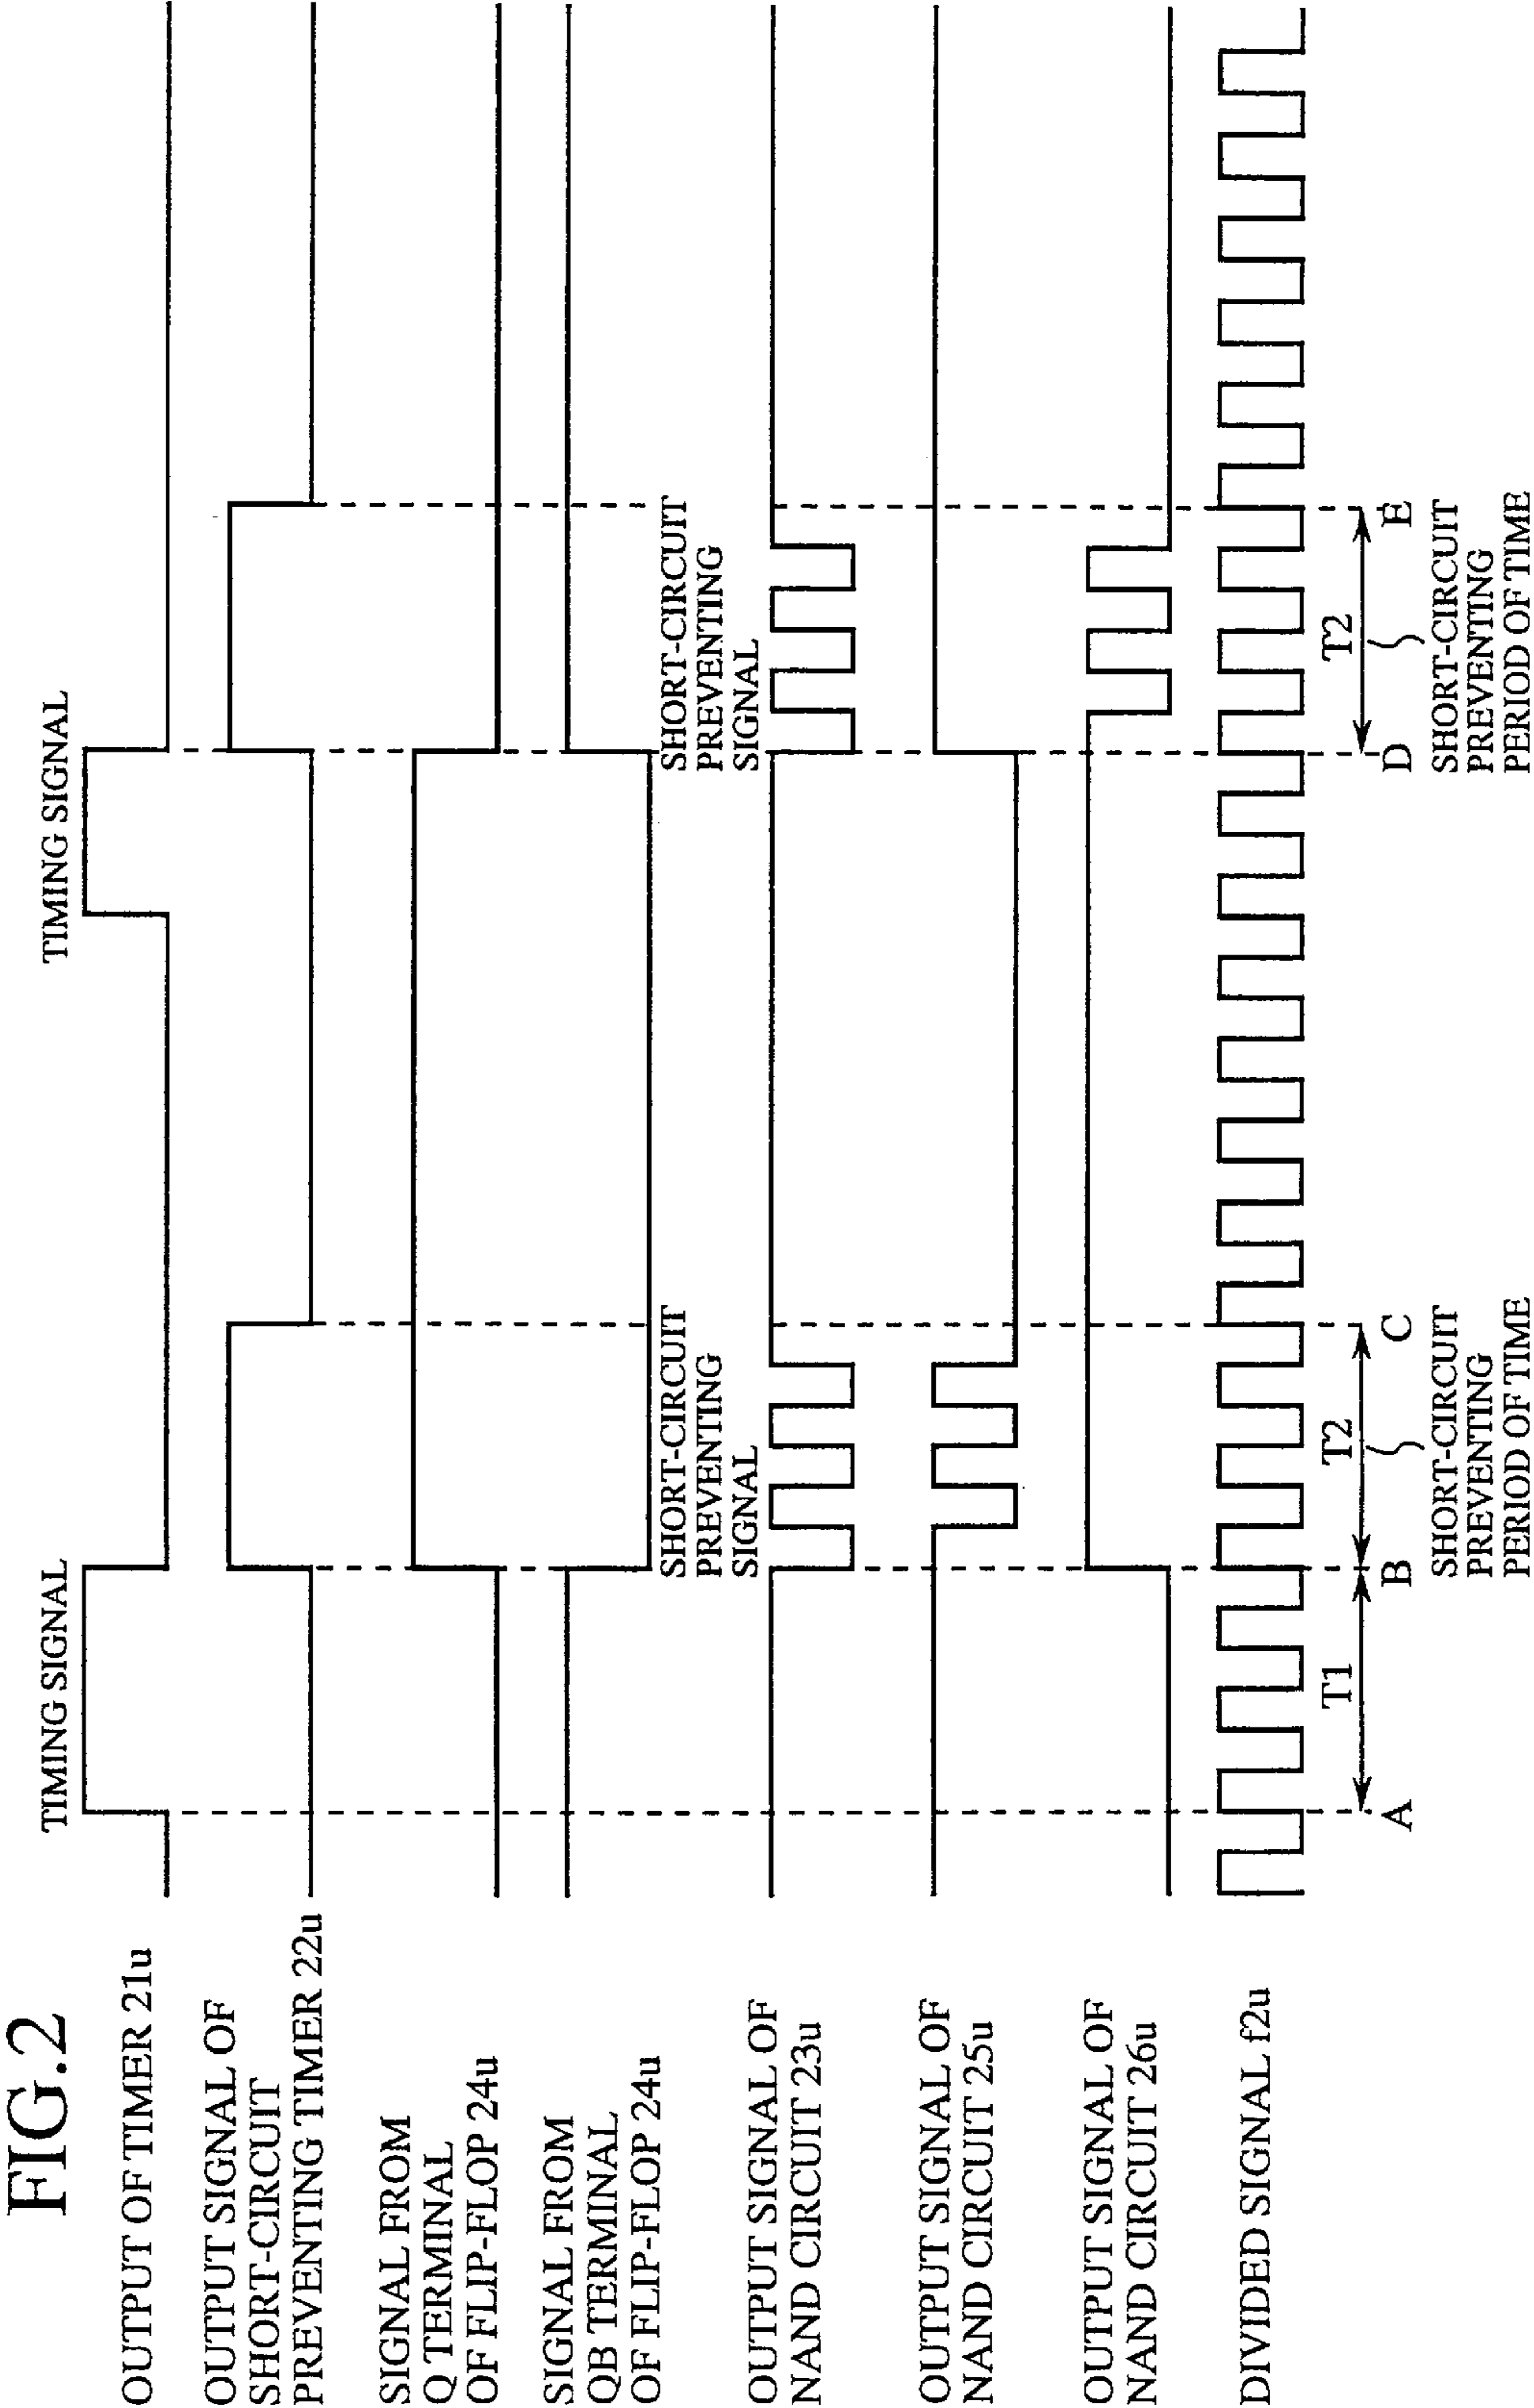 FIG.2
TIMING SIGNAL
TIMING SIGNAL
OUTPUT OF TIMER 21u
OUTPUT SIGNAL OF
SHORT-CIRCUIT
PREVENTING TIMER 22u
SIGNAL FROM
Q TERMINAL
OF FLIP-FLOP 24u
SIGNAL FROM
QB TERMINAL
OF FLIP-FLOP 24u
SHORT-CIRCUIT
PREVENTING
SIGNAL
SHORT-CIRCUIT
PREVENTING
SIGNAL
OUTPUT SIGNAL OF
NAND CIRCUIT 23u
OUTPUT SIGNAL OF
NAND CIRCUIT 25u
OUTPUT SIGNAL OF
NAND CIRCUIT 26u
DIVIDED SIGNAL f2u
T1
T2
T2
A
B
C
D
E
SHORT-CIRCUIT
PREVENTING
PERIOD OF TIME
SHORT-CIRCUIT
PREVENTING
PERIOD OF TIME